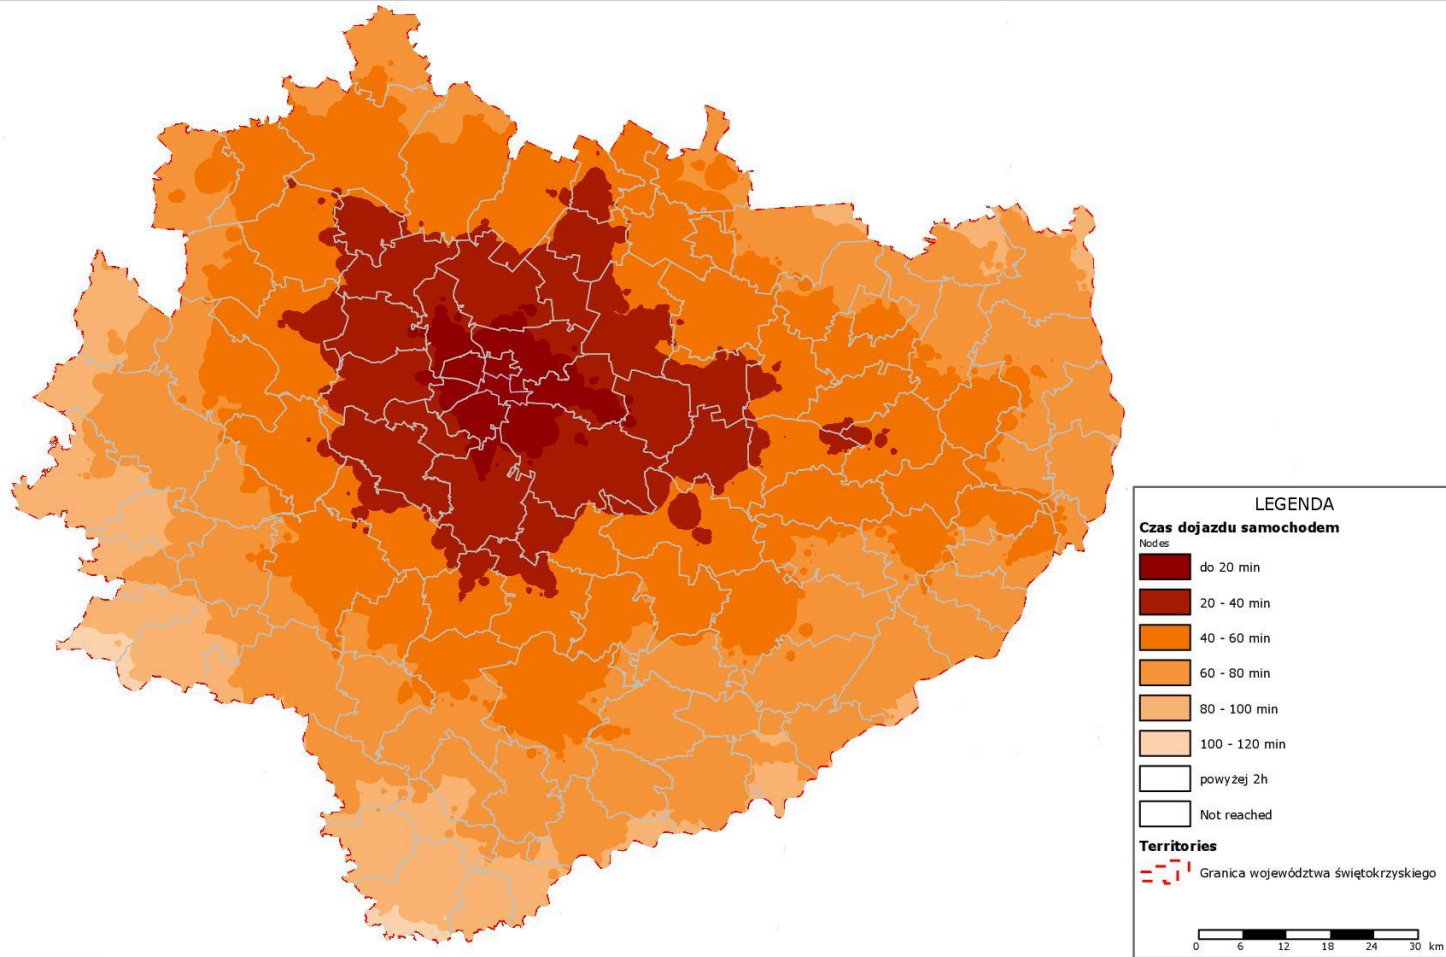 LEGENDA
Czas dojazdu samochodem
Nodes
do 20 min
20 - 40 min
40 - 60 min
60 - 80 min
80 - 100 min
100 - 120 min
powyżej 2h
Not reached
Territories
Granica województwa świętokrzyskiego
0 6 12 18 24 30 km